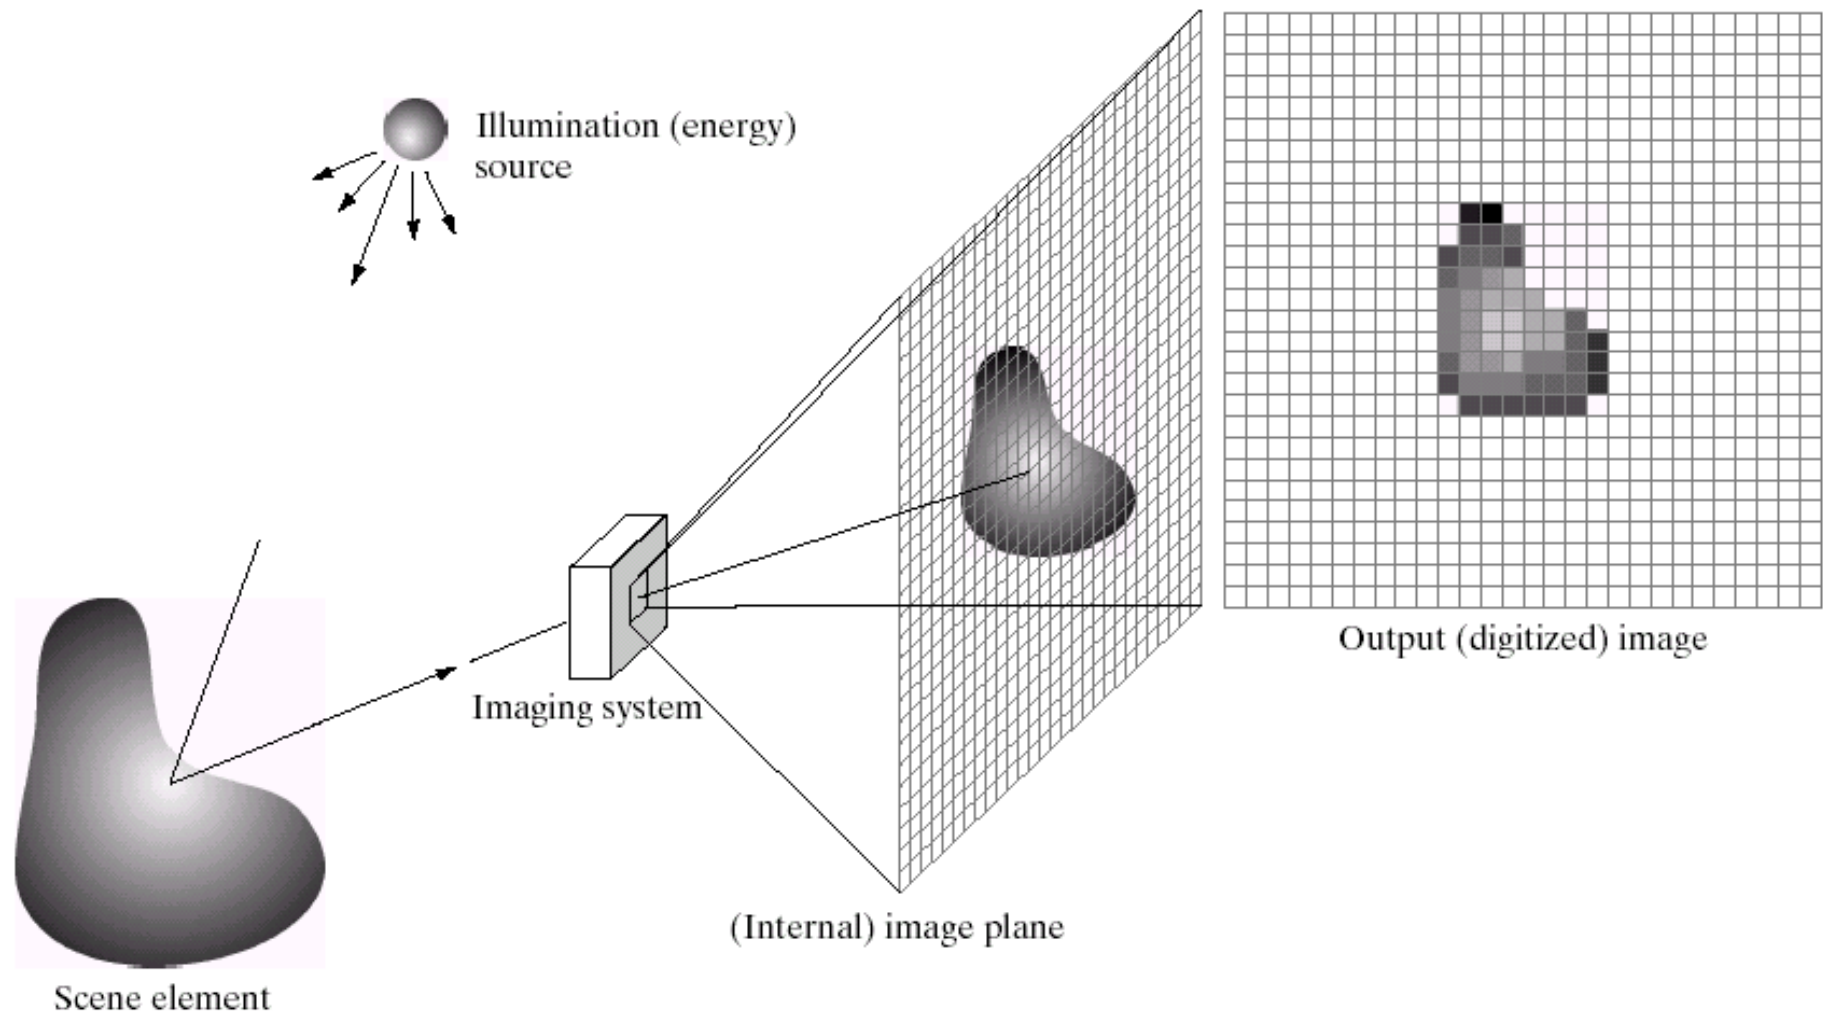 Illumination (energy)
source
Output (digitized) image
Imaging system
(Internal) image plane
Scene element